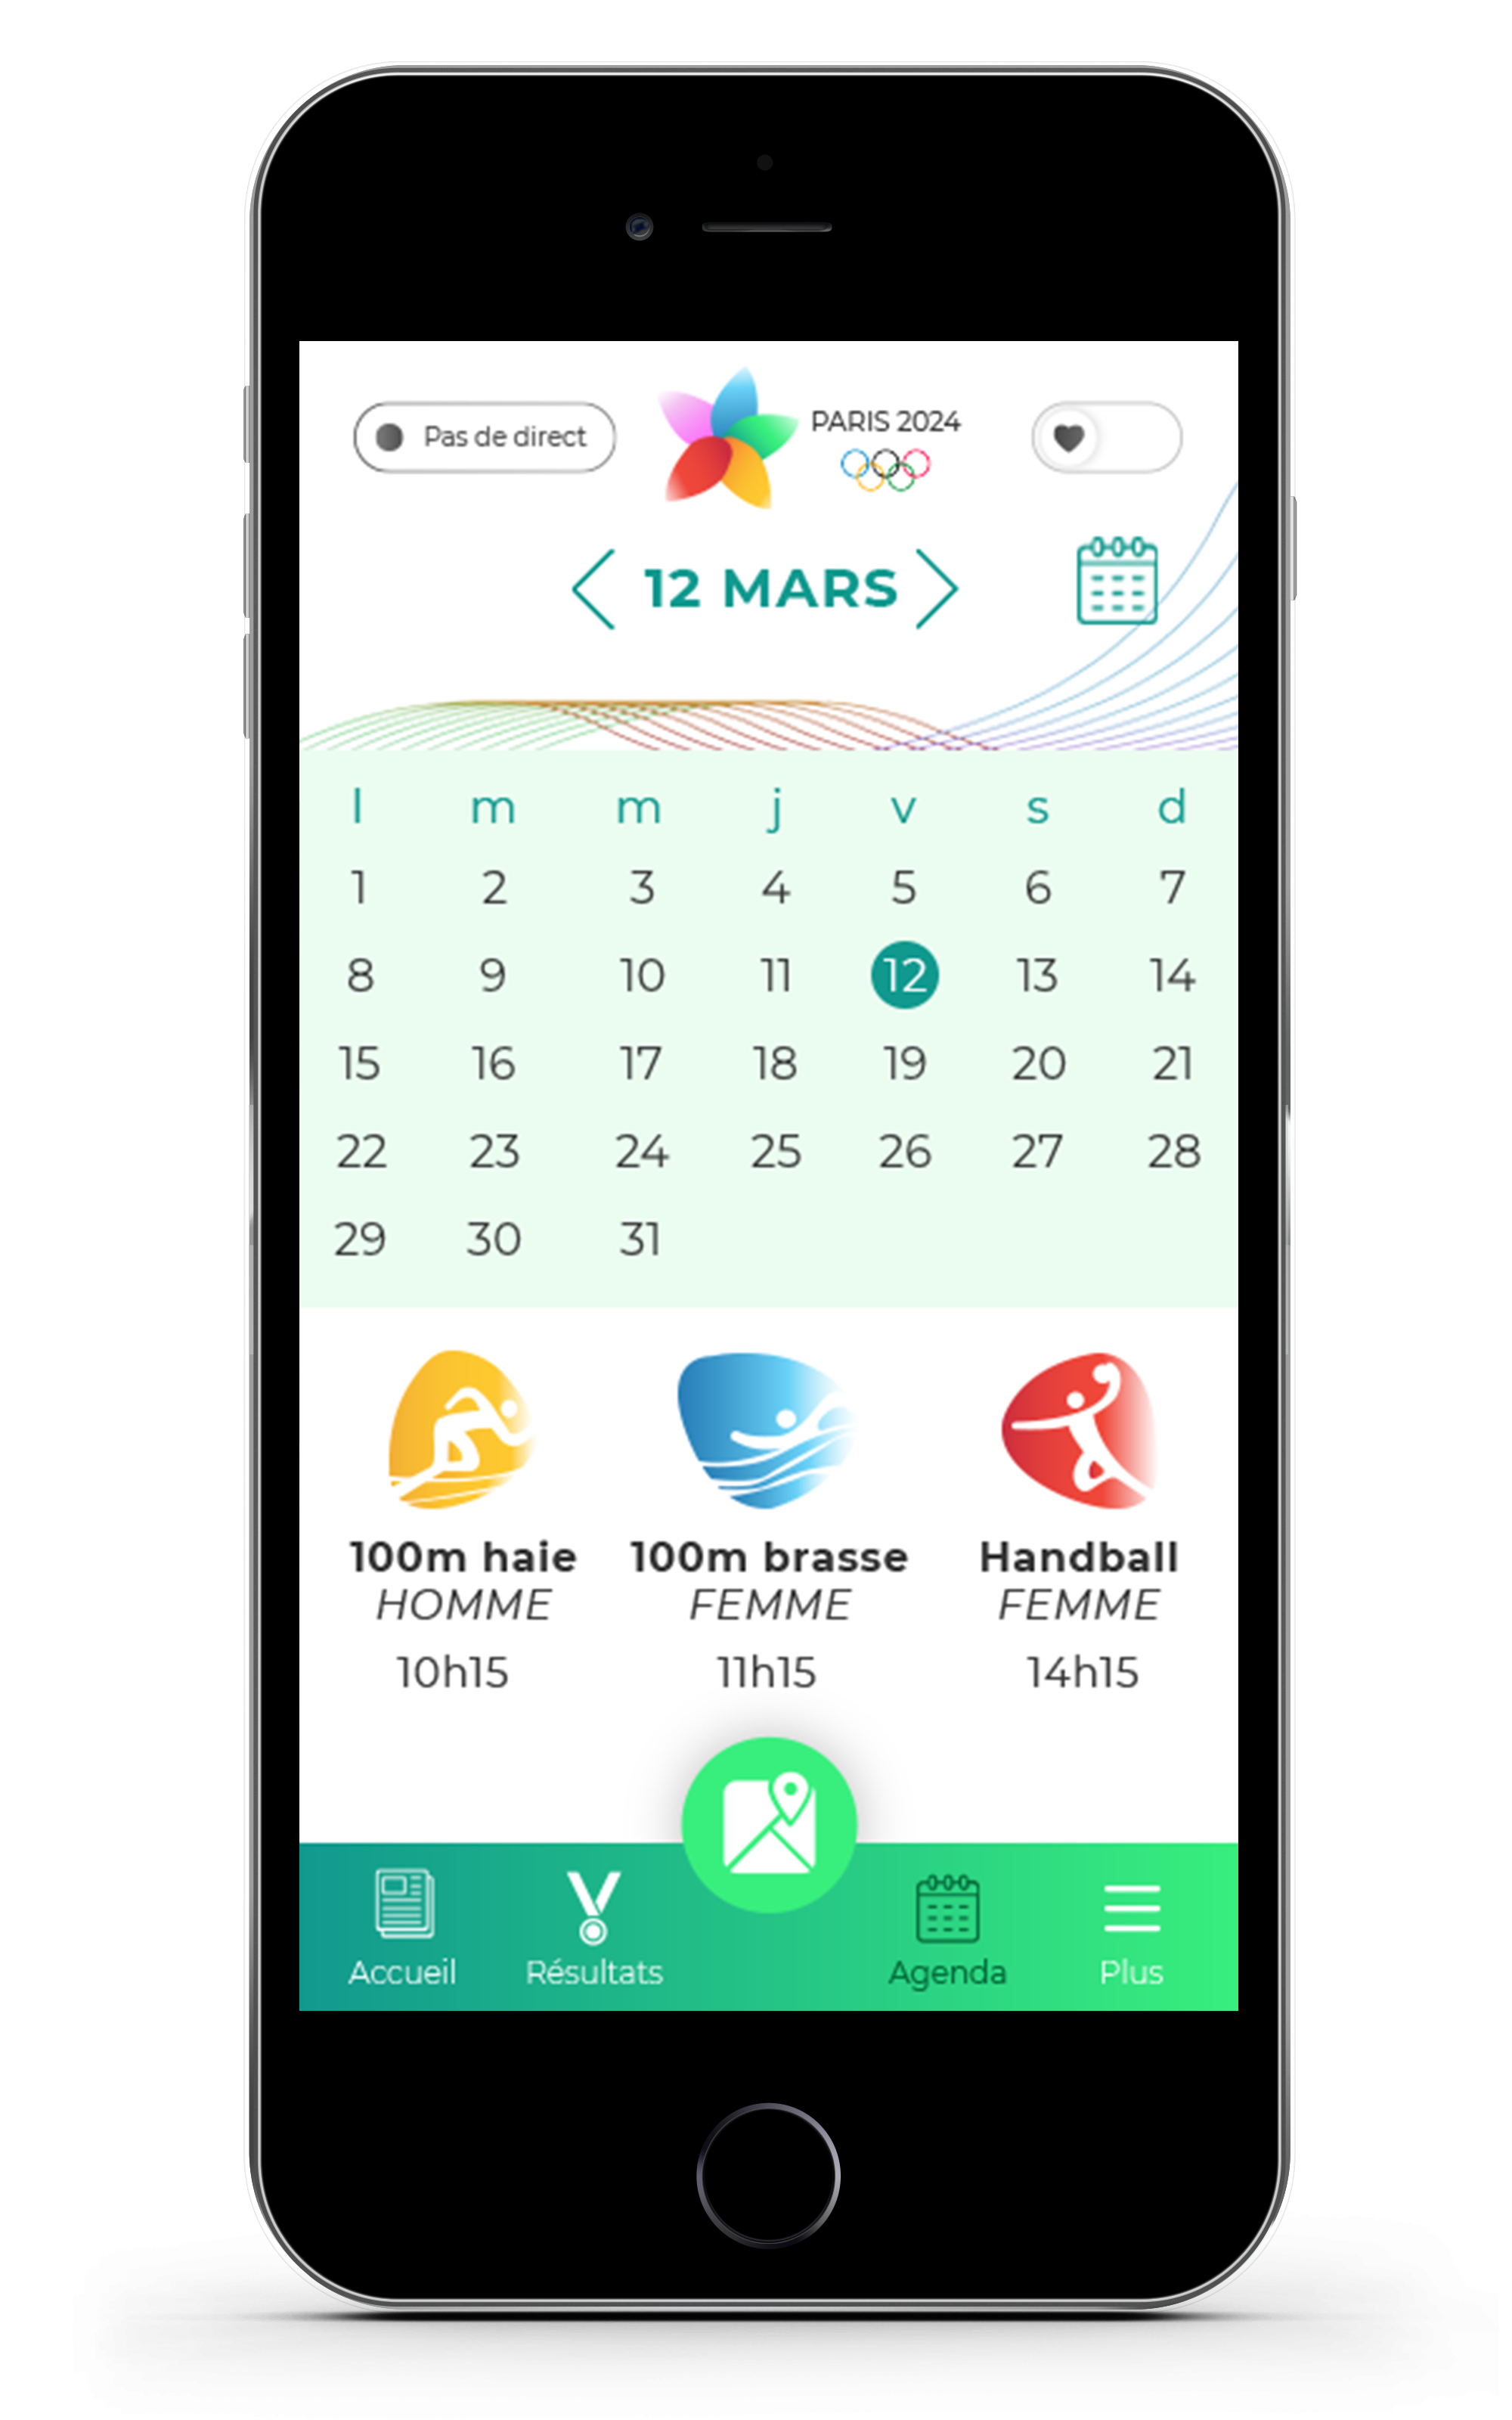 Pas de direct
PARIS 2024
12 MARS
l m m j v s d
1 2 3 4 5 6 7
8 9 10 11 12 13 14
15 16 17 18 19 20 21
22 23 24 25 26 27 28
29 30 31
100m haie 100m brasse Handball
HOMME FEMME FEMME
10h15 11h15 14h15
Accueil Résultats Agenda Plus